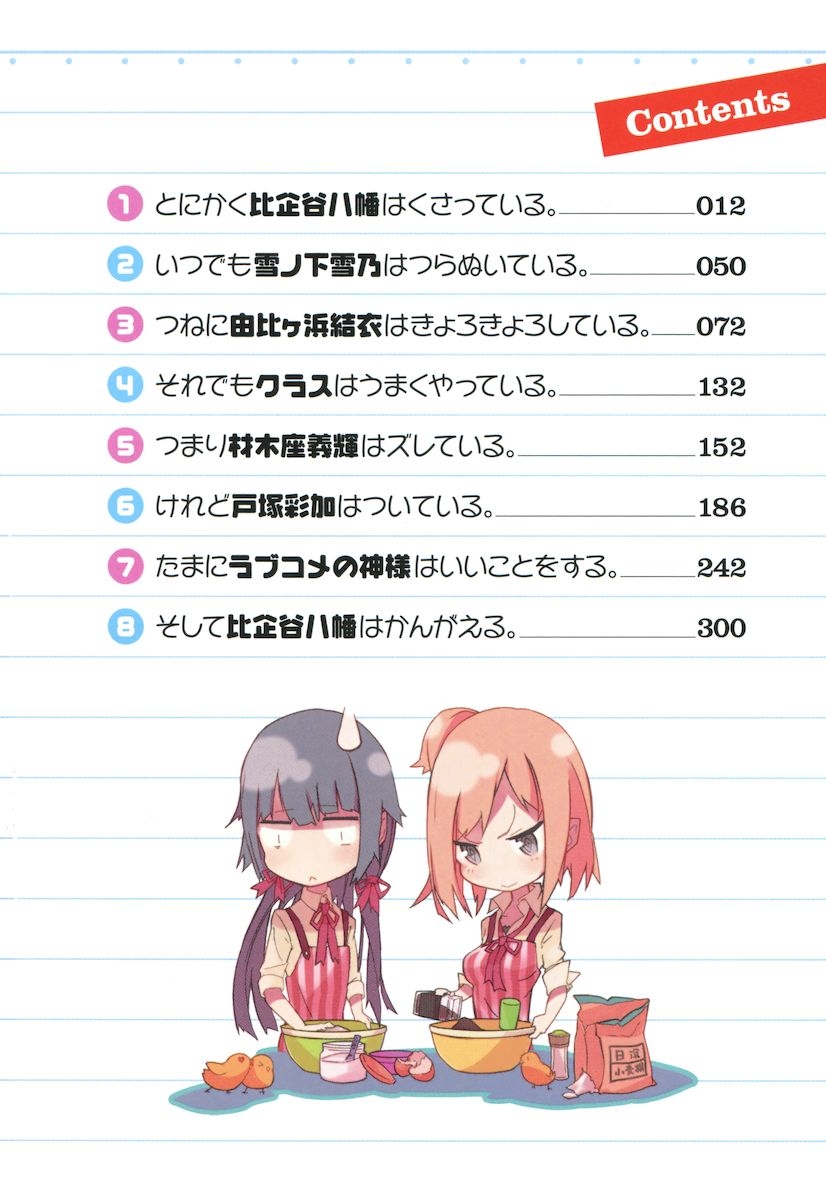 Contents
1 とにかく比企谷八幡はくさっている。 012
2 いつでも雪ノ下雪乃はつらぬいている。 050
3 つねに由比ヶ浜結衣はきょろきょろしている。 072
4 それでもクラスはうまくやっている。 132
5 つまり材木座義輝はズレている。 152
6 けれど戸塚彩加はついている。 186
7 たまにラブコメの神様はいいことをする。 242
8 そして比企谷八幡はかんがえる。 300